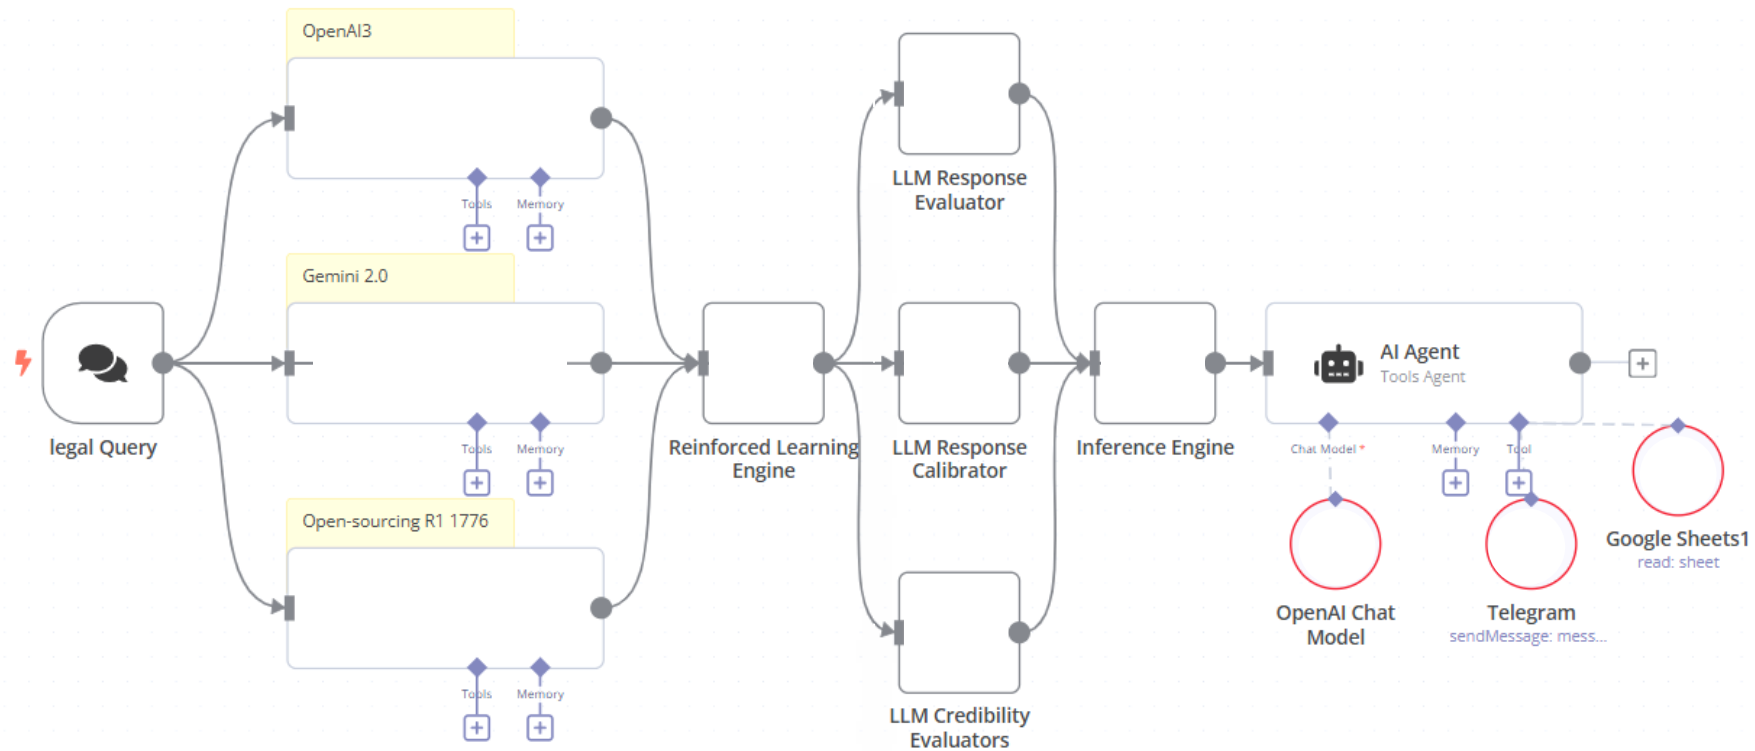 OpenAI3
Tools
Memory
Gemini 2.0
Tools
Memory
Open-sourcing R1 1776
Tools
Memory
legal Query
Reinforced Learning
Engine
LLM Response
Evaluator
LLM Response
Calibrator
LLM Credibility
Evaluators
Inference Engine
AI Agent
Tools Agent
Chat Model *
Memory
Tool
OpenAI Chat
Model
Telegram
sendMessage: mess...
Google Sheets1
read: sheet